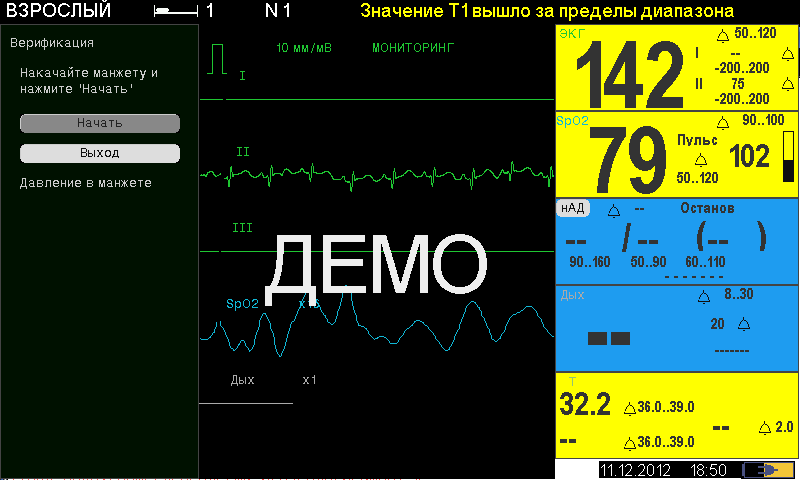 ВЗРОСЛЫЙ 1 N 1 Значение T1 вышло за пределы диапазона
Верификация
Накачайте манжету и
нажмите 'Начать'
Начать
Выход
Давление в манжете
10 мм/мВ МОНИТОРИНГ
I
II
III
ДЕМО
SpO2 x16
Дых x1
ЭКГ 142 50..120
I --
-200..200
II 75
-200..200
SpO2 79 90..100
Пульс 102
50..120
нАД -- Останов
-- / -- ( -- )
90..160 50..90 60..110
-------
Дых 8..30
-- 20
-------
T
32.2 36.0..39.0
-- 2.0
-- 36.0..39.0
11.12.2012 18:50